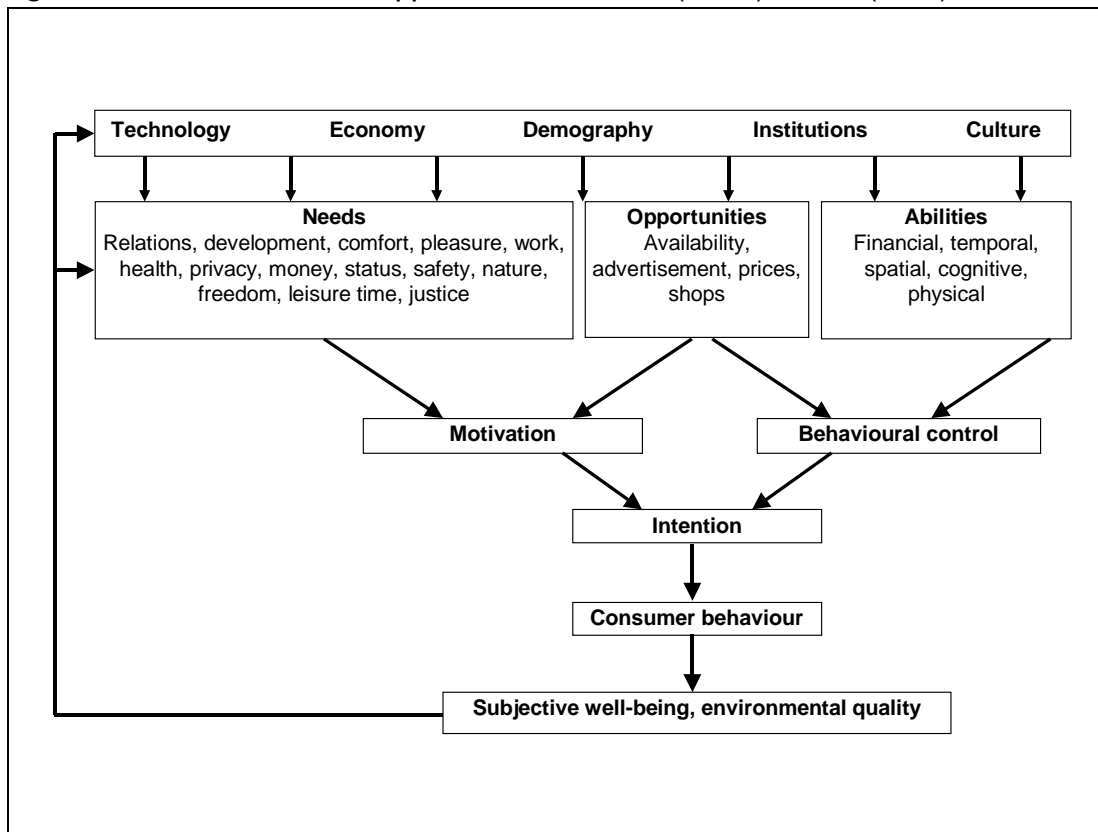 Technology Economy Demography Institutions Culture
Needs
Relations, development, comfort, pleasure, work,
health, privacy, money, status, safety, nature,
freedom, leisure time, justice
Opportunities
Availability,
advertisement, prices,
shops
Abilities
Financial, temporal,
spatial, cognitive,
physical
Motivation
Behavioural control
Intention
Consumer behaviour
Subjective well-being, environmental quality